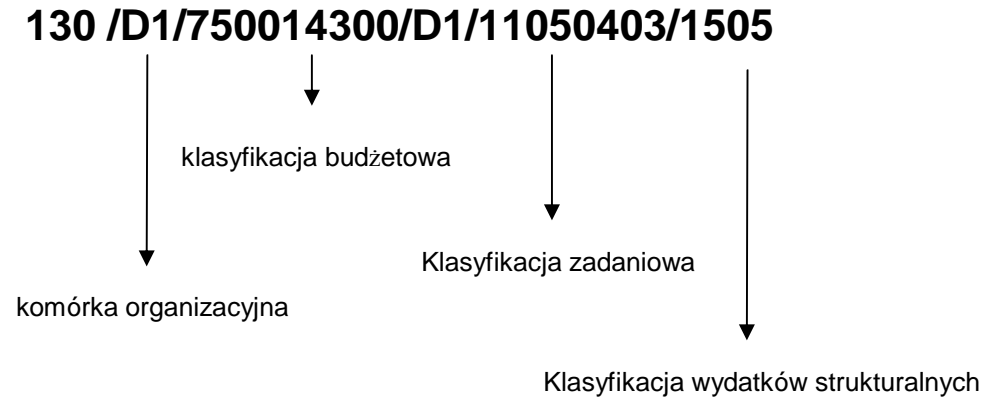 130 /D1/750014300/D1/11050403/1505
klasyfikacja budżetowa
Klasyfikacja zadaniowa
komórka organizacyjna
Klasyfikacja wydatków strukturalnych